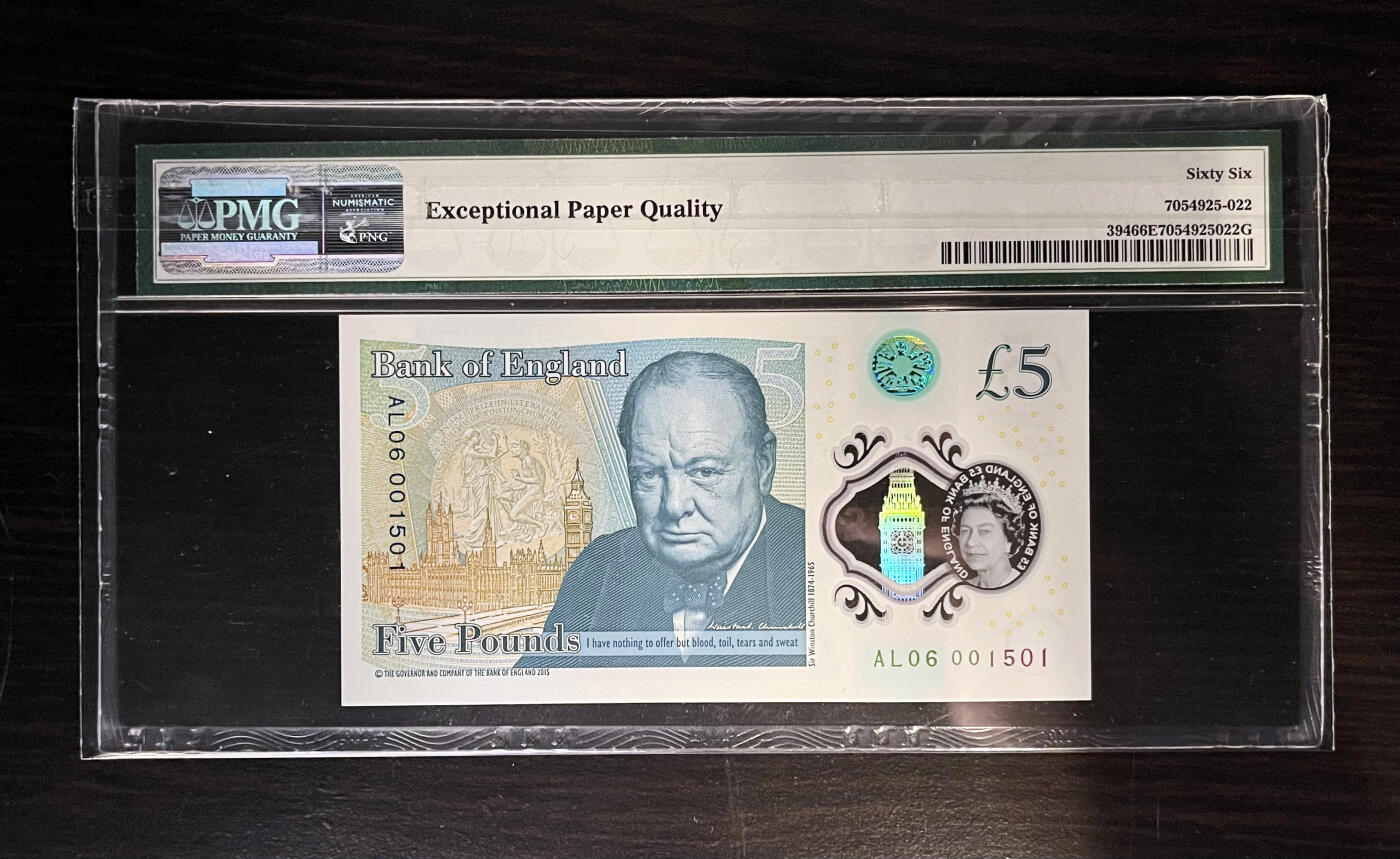 PMG
PAPER MONEY GUARANTY
AMERICAN
NUMISMATIC
ASSOCIATION
PNG
Exceptional Paper Quality
Sixty Six
7054925-022
39466E7054925022G
5
5
Bank of England
£5
AL06 001501
BANK OF ENGLAND £5 BANK OF ENGLAND £5
Sir Winston Churchill 1874-1965
Five Pounds
I have nothing to offer but blood, toil, tears and sweat
AL06 001501
© THE GOVERNOR AND COMPANY OF THE BANK OF ENGLAND 2015